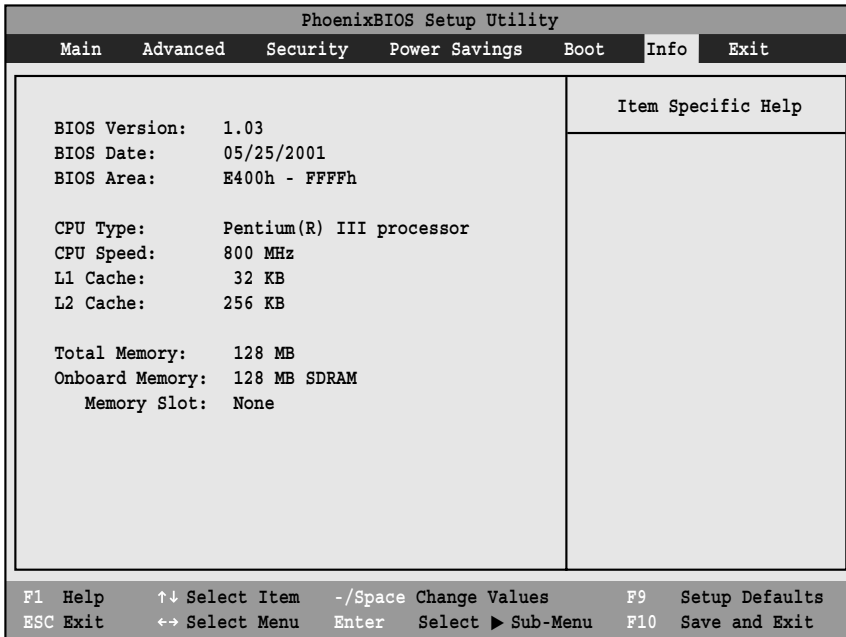 PhoenixBIOS Setup Utility
Main Advanced Security Power Savings Boot Info Exit
Item Specific Help
BIOS Version: 1.03
BIOS Date: 05/25/2001
BIOS Area: E400h - FFFFh
CPU Type: Pentium(R) III processor
CPU Speed: 800 MHz
L1 Cache: 32 KB
L2 Cache: 256 KB
Total Memory: 128 MB
Onboard Memory: 128 MB SDRAM
Memory Slot: None
F1 Help ↑↓ Select Item -/Space Change Values F9 Setup Defaults
ESC Exit ←→ Select Menu Enter Select ▶ Sub-Menu F10 Save and Exit